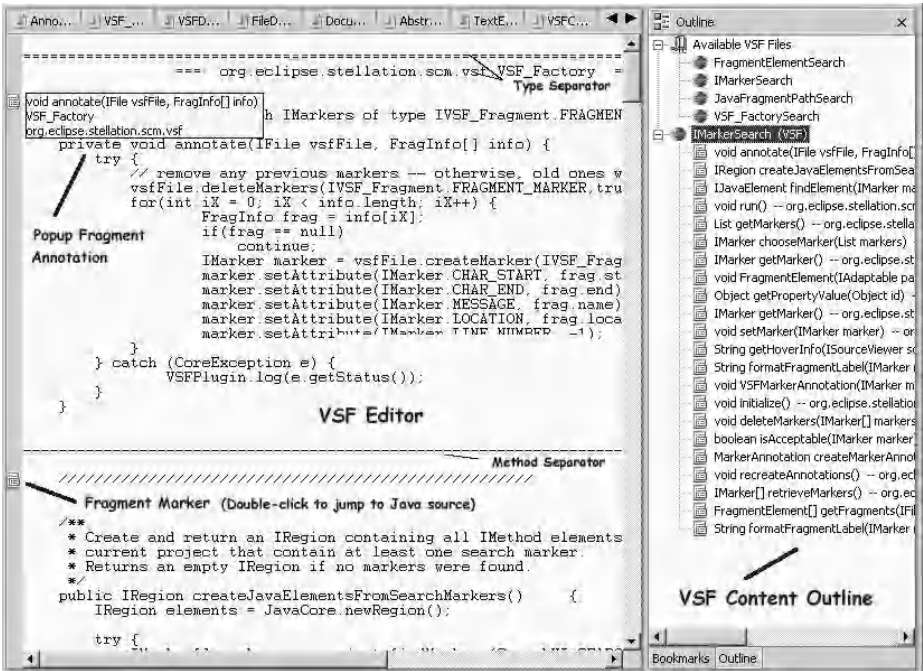 Anno... VSF_... VSFD... FileD... Docu... Abstr... TextE... VSFC...
=== org.eclipse.stellation.scm.vsf VSF_Factory =
Type Separator
void annotate(IFile vsfFile, FragInfo[] info)
VSF_Factory
org.eclipse.stellation.scm.vsf
h IMarkers of type IVSF_Fragment.FRAGMEN
private void annotate(IFile vsfFile, FragInfo[] info) {
try {
// remove any previous markers -- otherwise, old ones w
vsfFile.deleteMarkers(IVSF_Fragment.FRAGMENT_MARKER,tru
for(int iX = 0; iX < info.length; iX++) {
FragInfo frag = info[iX];
if(frag == null)
continue;
IMarker marker = vsfFile.createMarker(IVSF_Frag
marker.setAttribute(IMarker.CHAR_START, frag.st
marker.setAttribute(IMarker.CHAR_END, frag.end)
marker.setAttribute(IMarker.MESSAGE, frag.name)
marker.setAttribute(IMarker.LOCATION, frag.loca
marker.setAttribute(IMarker.LINE_NUMBER, -1);
}
} catch (CoreException e) {
VSFPlugin.log(e.getStatus());
}
}
Popup Fragment
Annotation
VSF Editor
Method Separator
////////////////////////////////////////////////////////////
Fragment Marker (Double-click to jump to Java source)
/**
* Create and return an IRegion containing all IMethod elements
* current project that contain at least one search marker.
* Returns an empty IRegion if no markers were found.
*/
public IRegion createJavaElementsFromSearchMarkers() {
IRegion elements = JavaCore.newRegion();
try {
Outline
Available VSF Files
FragmentElementSearch
IMarkerSearch
JavaFragmentPathSearch
VSF_FactorySearch
IMarkerSearch (VSF)
void annotate(IFile vsfFile, FragInfo[]
IRegion createJavaElementsFromSea
IJavaElement findElement(IMarker ma
void run() -- org.eclipse.stellation.scr
List getMarkers() -- org.eclipse.stella
IMarker chooseMarker(List markers)
IMarker getMarker() -- org.eclipse.st
void FragmentElement(IAdaptable pa
Object getPropertyValue(Object id) -
IMarker getMarker() -- org.eclipse.st
void setMarker(IMarker marker) -- or
String getHoverInfo(ISourceViewer sc
String formatFragmentLabel(IMarker
void VSFMarkerAnnotation(IMarker m
void initialize() -- org.eclipse.stellatio
void deleteMarkers(IMarker[] markers
boolean isAcceptable(IMarker marker
MarkerAnnotation createMarkerAnnot
void recreateAnnotations() -- org.ecl
IMarker[] retrieveMarkers() -- org.ec
FragmentElement[] getFragments(IFil
String formatFragmentLabel(IMarker
VSF Content Outline
Bookmarks Outline